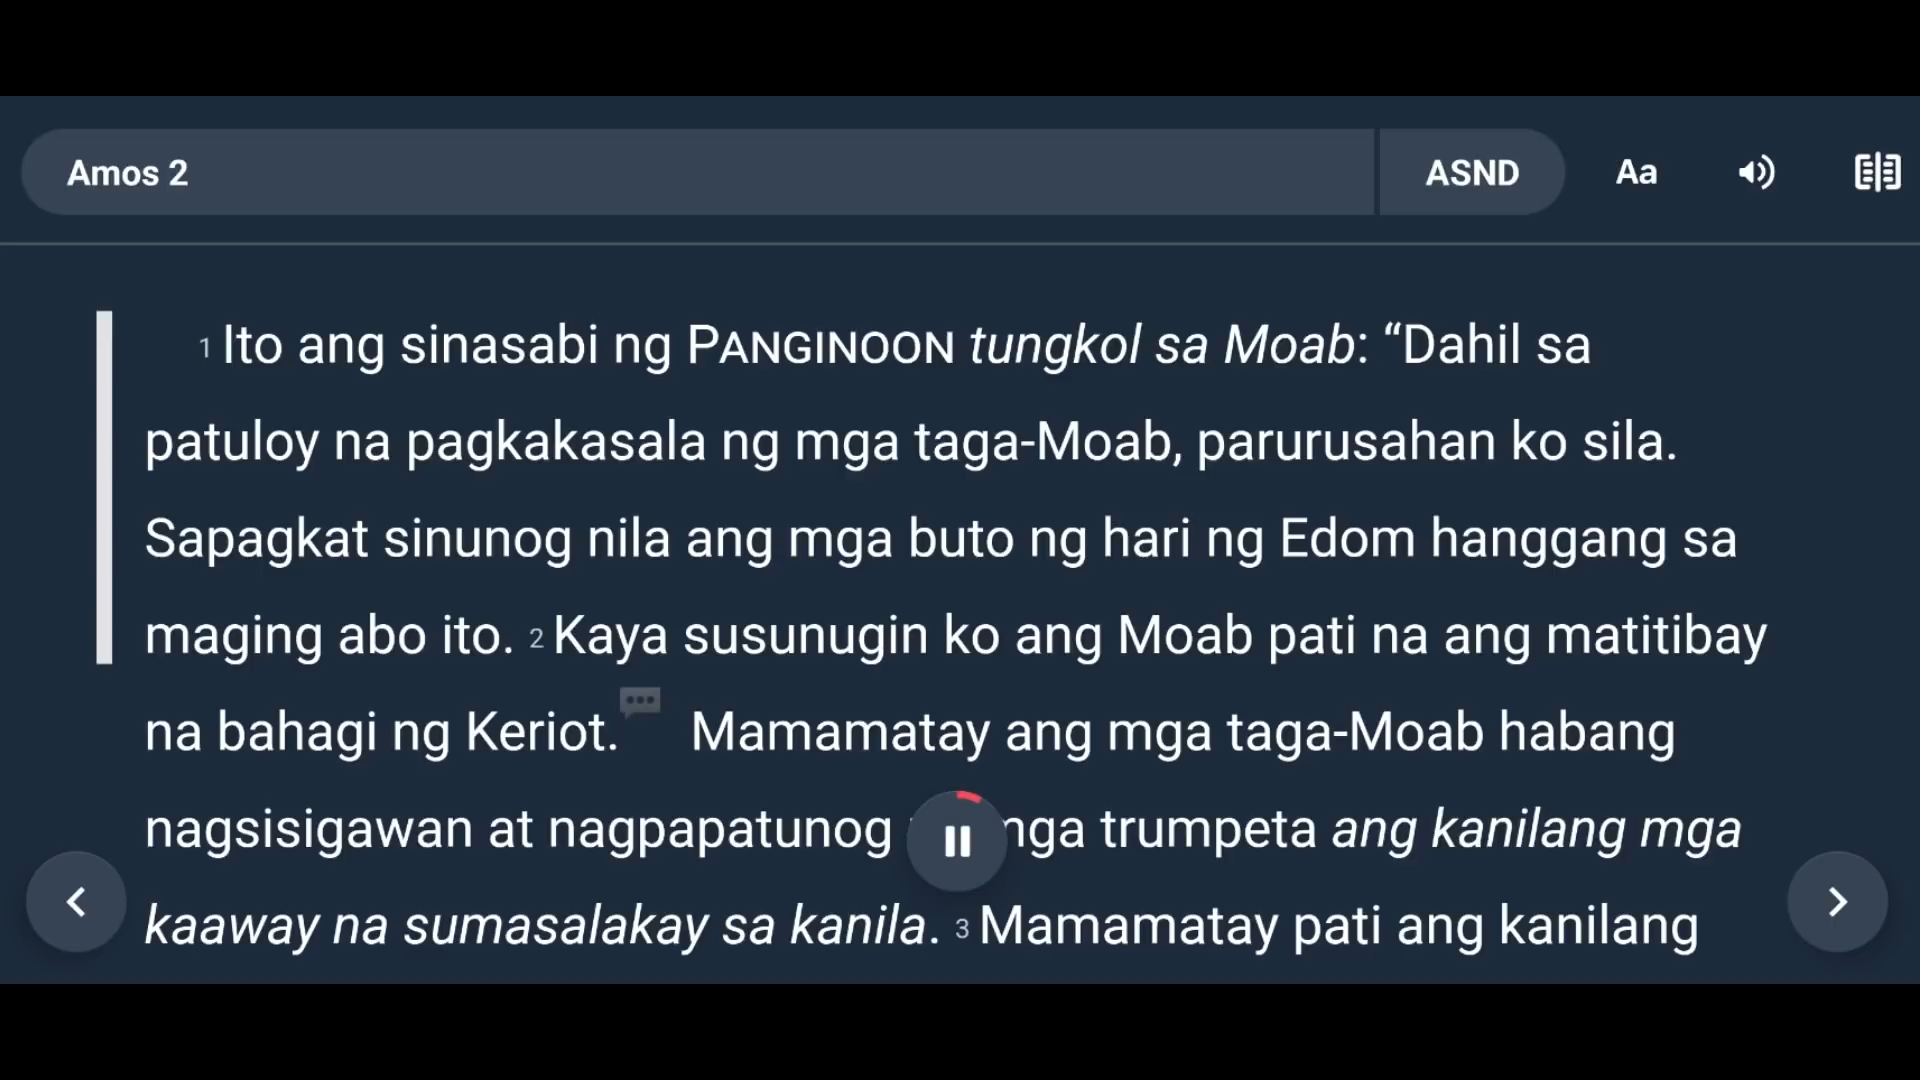 Amos 2
ASND
Aa
1 Ito ang sinasabi ng PANGINOON tungkol sa Moab: “Dahil sa
patuloy na pagkakasala ng mga taga-Moab, parurusahan ko sila.
Sapagkat sinunog nila ang mga buto ng hari ng Edom hanggang sa
maging abo ito. 2 Kaya susunugin ko ang Moab pati na ang matitibay
na bahagi ng Keriot. Mamamatay ang mga taga-Moab habang
nagsisigawan at nagpapatunog mga trumpeta ang kanilang mga
kaaway na sumasalakay sa kanila. 3 Mamamatay pati ang kanilang